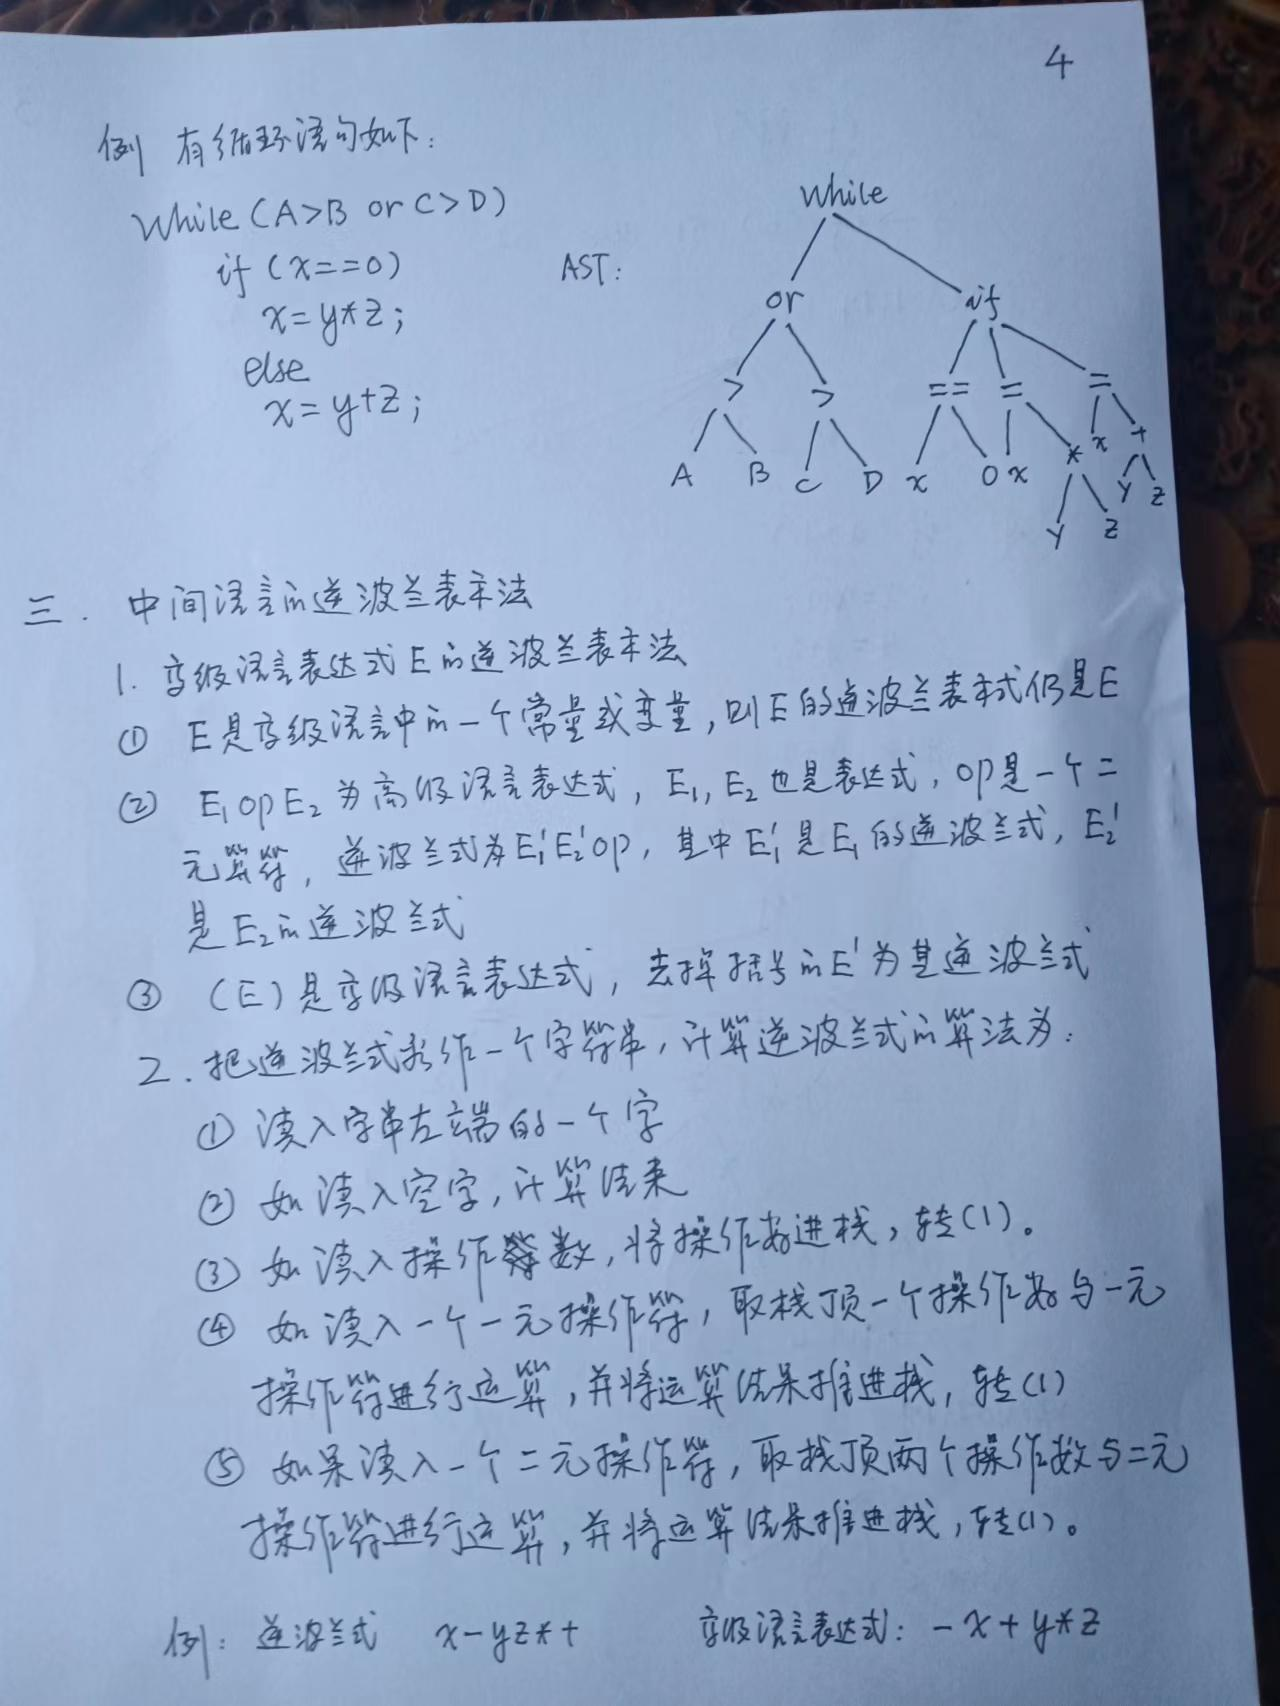 4
例 有循环语句如下：
While (A>B or C>D)
if (x==0)
x=y*z;
else
x=y+z;
AST:
While
or if
> > == = =
A B C D x 0 x * x +
y z y z
三. 中间语言的逆波兰表示法
1. 高级语言表达式E的逆波兰表示法
① E是高级语言中的一个常量或变量，则E的逆波兰表示式仍是E
② E₁ op E₂ 为高级语言表达式，E₁, E₂ 也是表达式，op是一个二
元算符，逆波兰式为E₁'E₂'op，其中E₁'是E₁的逆波兰式，E₂'
是E₂的逆波兰式
③ (E)是高级语言表达式，去掉括号的E'为其逆波兰式
2. 把逆波兰式看作一个字符串，计算逆波兰式的算法为：
① 读入字串左端的一个字
② 如读入空字，计算结束
③ 如读入操作数，将操作数进栈，转(1)。
④ 如读入一个一元操作符，取栈顶一个操作数与一元
操作符进行运算，并将运算结果推进栈，转(1)
⑤ 如果读入一个二元操作符，取栈顶两个操作数与二元
操作符进行运算，并将运算结果推进栈，转(1)。
例：逆波兰式 x-yz*+ 高级语言表达式：-x+y*z